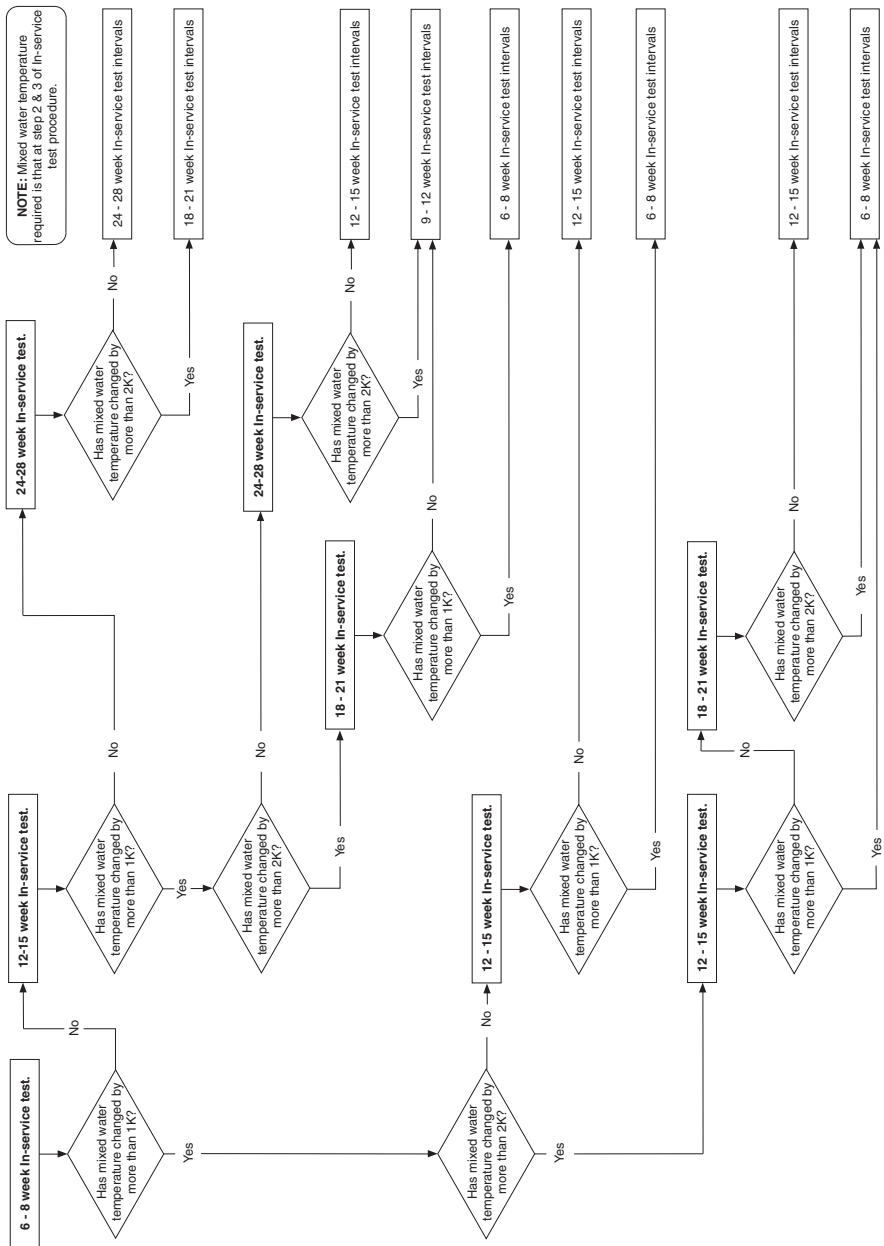 6 - 8 week In-service test.
Has mixed water
temperature changed by
more than 1K?
No
Yes
12-15 week In-service test.
Has mixed water
temperature changed by
more than 1K?
No
Yes
Has mixed water
temperature changed by
more than 2K?
No
Yes
24-28 week In-service test.
Has mixed water
temperature changed by
more than 2K?
No
Yes
NOTE: Mixed water temperature
required is that at step 2 & 3 of In-service
test procedure.
24 - 28 week In-service test intervals
18 - 21 week In-service test intervals
24-28 week In-service test.
Has mixed water
temperature changed by
more than 2K?
No
Yes
12 - 15 week In-service test intervals
9 - 12 week In-service test intervals
18 - 21 week In-service test.
Has mixed water
temperature changed by
more than 1K?
No
Yes
6 - 8 week In-service test intervals
Has mixed water
temperature changed by
more than 2K?
No
Yes
12 - 15 week In-service test.
Has mixed water
temperature changed by
more than 1K?
No
Yes
12 - 15 week In-service test intervals
6 - 8 week In-service test intervals
12 - 15 week In-service test.
Has mixed water
temperature changed by
more than 1K?
No
Yes
18 - 21 week In-service test.
Has mixed water
temperature changed by
more than 2K?
No
Yes
12 - 15 week In-service test intervals
6 - 8 week In-service test intervals